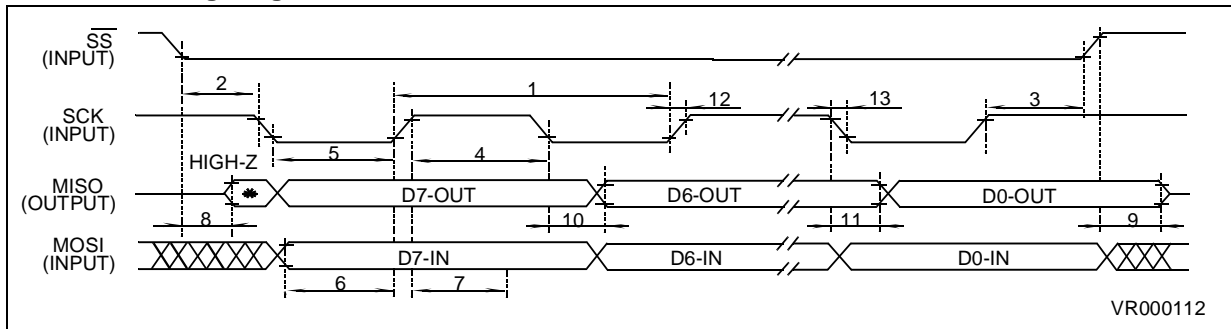 SS
(INPUT)
2
1
12
13
3
SCK
(INPUT)
5
4
HIGH-Z
MISO
(OUTPUT)
D7-OUT
D6-OUT
D0-OUT
8
10
11
9
MOSI
(INPUT)
D7-IN
D6-IN
D0-IN
6
7
VR000112